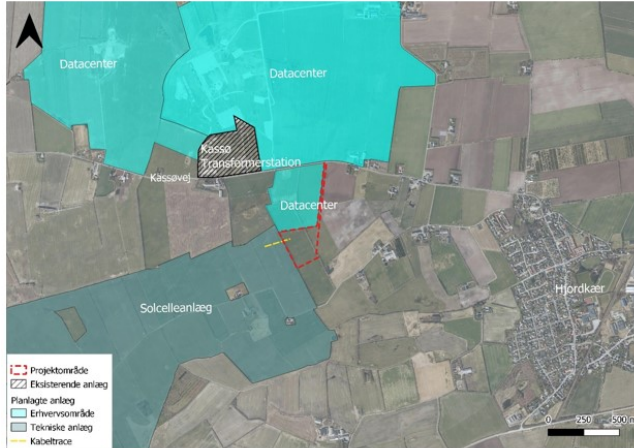 Datacenter
Datacenter
Kassø
Transformerstation
Kassøvej
Datacenter
Solcelleanlæg
Hjordkær
Projektområde
Eksisterende anlæg
Planlagte anlæg
Erhvervsområde
Tekniske anlæg
Kabeltrace
0 250 500 m